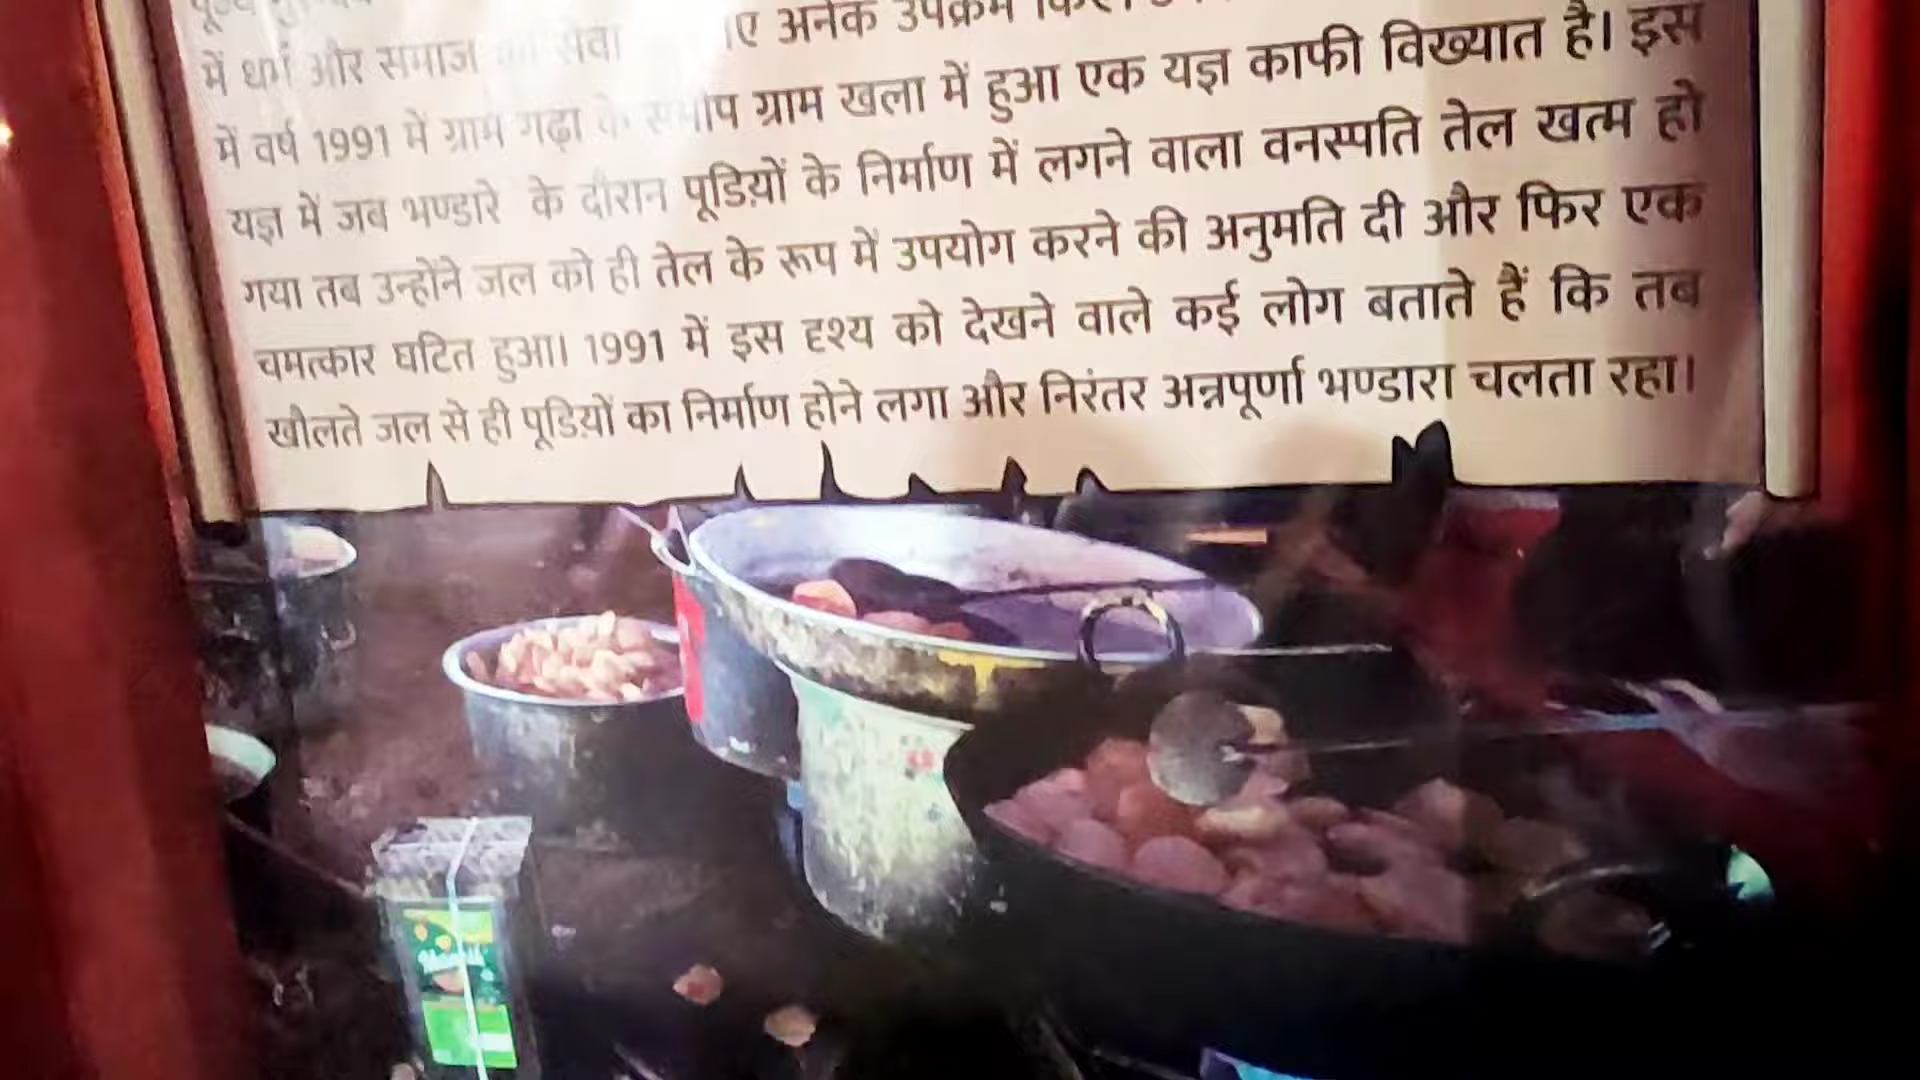 में धर्म और समाज सेवा अनेक उपक्रम
में वर्ष 1991 में ग्राम गढ़ा के समीप ग्राम खला में हुआ एक यज्ञ काफी विख्यात है। इस
यज्ञ में जब भण्डारे के दौरान पूडि़यों के निर्माण में लगने वाला वनस्पति तेल खत्म हो
गया तब उन्होंने जल को ही तेल के रूप में उपयोग करने की अनुमति दी और फिर एक
चमत्कार घटित हुआ। 1991 में इस दृश्य को देखने वाले कई लोग बताते हैं कि तब
खौलते जल से ही पूडि़यों का निर्माण होने लगा और निरंतर अन्नपूर्णा भण्डारा चलता रहा।